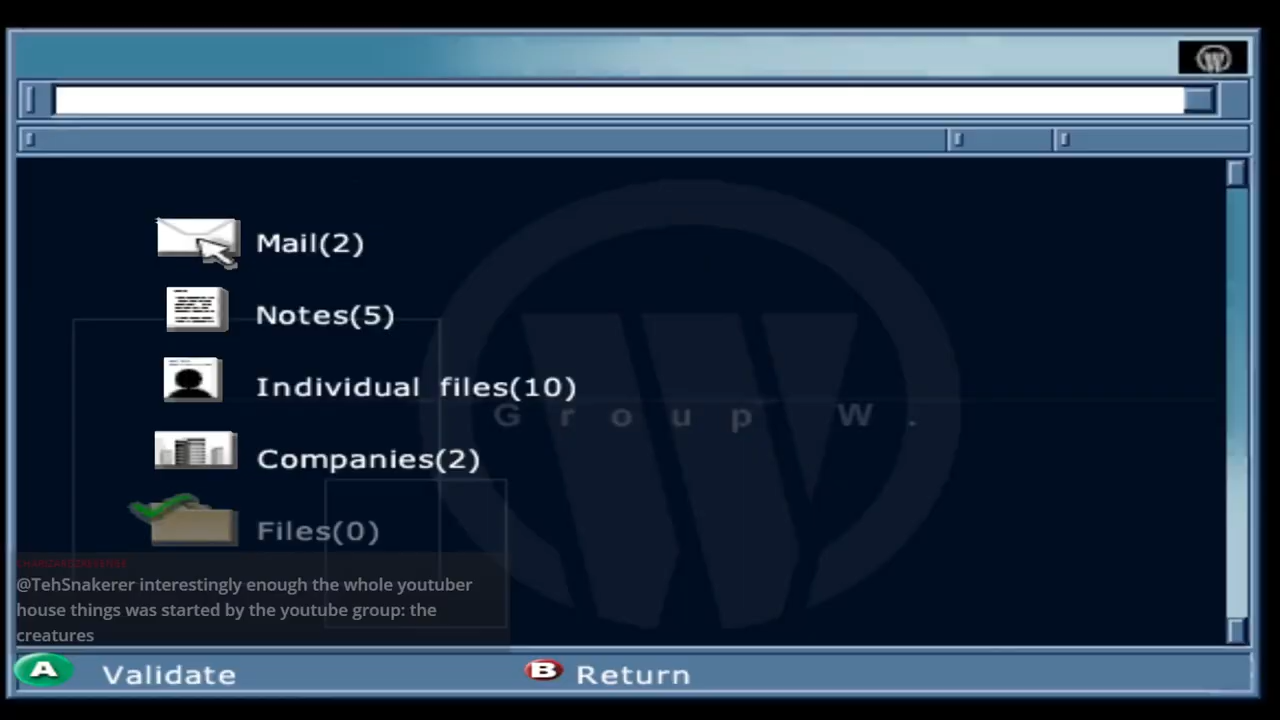 W
Mail(2)
Notes(5)
Individual files(10)
Group W.
Companies(2)
Files(0)
@TehSnakerer interestingly enough the whole youtuber
house things was started by the youtube group: the
creatures
A Validate
B Return